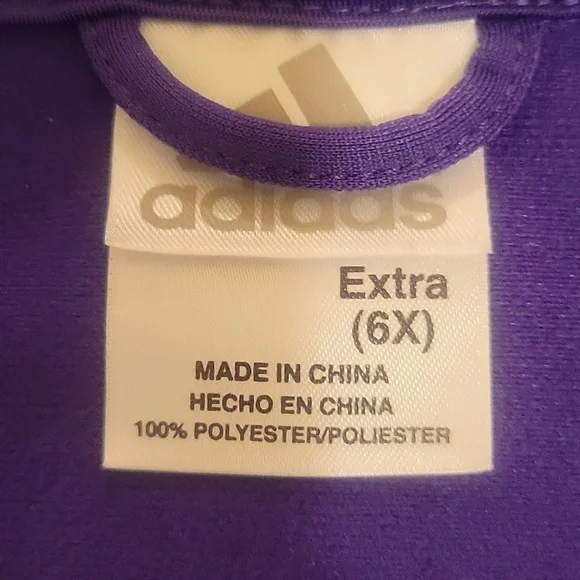 adidas
Extra
(6X)
MADE IN CHINA
HECHO EN CHINA
100% POLYESTER/POLIESTER